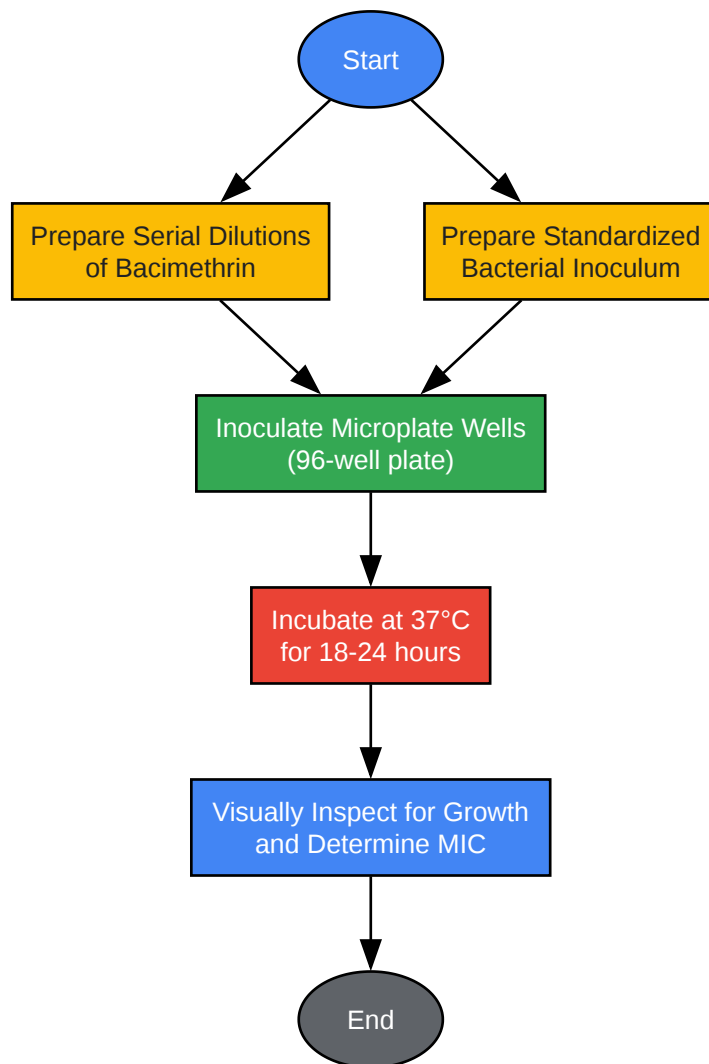 Start
Prepare Serial Dilutions
of Bacimethrin
Prepare Standardized
Bacterial Inoculum
Inoculate Microplate Wells
(96-well plate)
Incubate at 37°C
for 18-24 hours
Visually Inspect for Growth
and Determine MIC
End